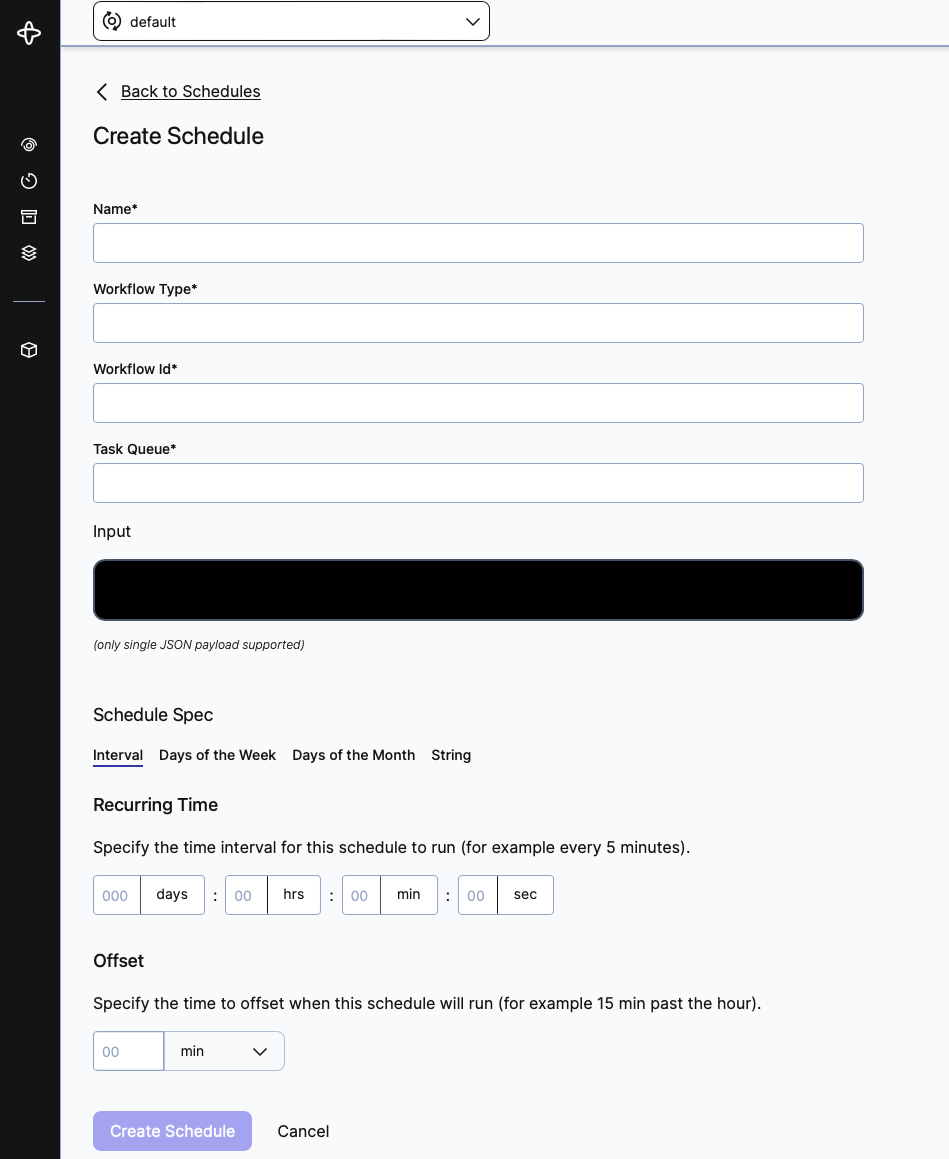 default
Back to Schedules
Create Schedule
Name*
Workflow Type*
Workflow Id*
Task Queue*
Input
(only single JSON payload supported)
Schedule Spec
Interval Days of the Week Days of the Month String
Recurring Time
Specify the time interval for this schedule to run (for example every 5 minutes).
000 days : 00 hrs : 00 min : 00 sec
Offset
Specify the time to offset when this schedule will run (for example 15 min past the hour).
00 min
Create Schedule Cancel